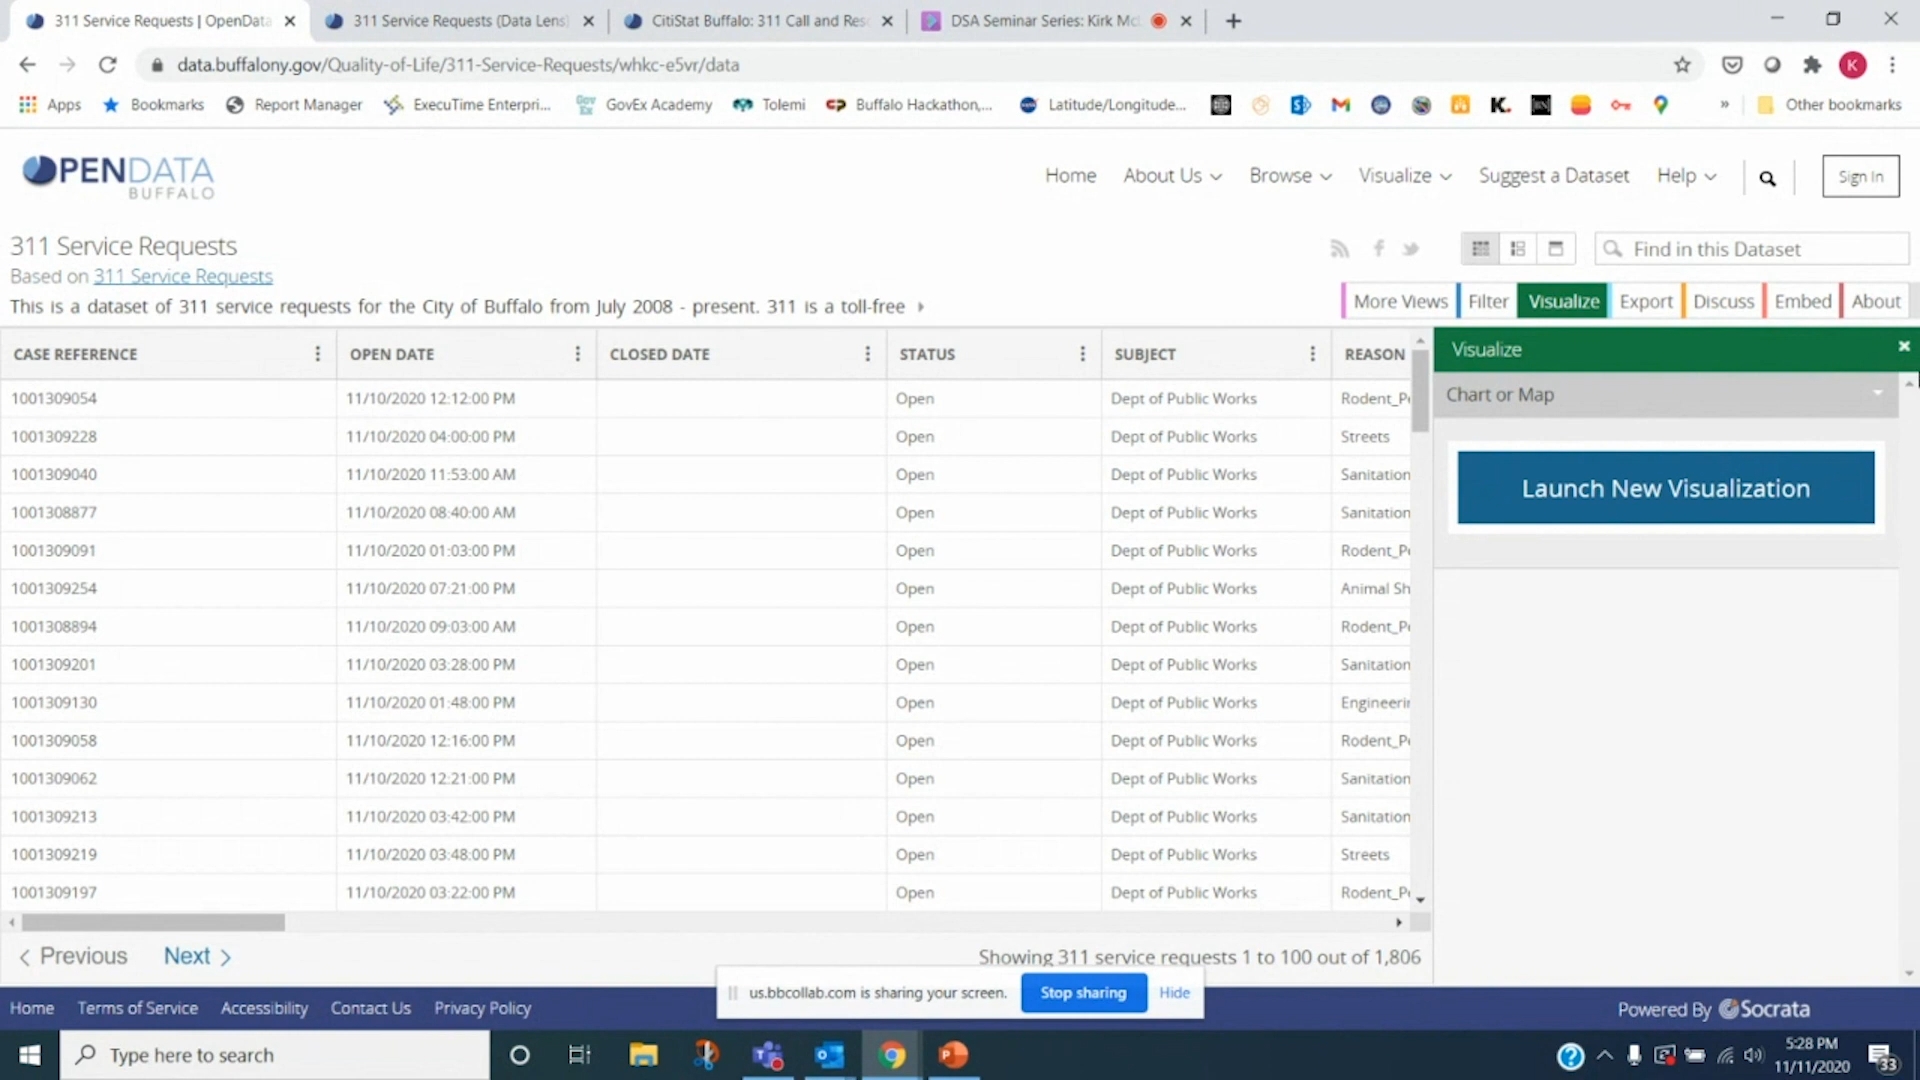 311 Service Requests | OpenData
311 Service Requests (Data Lens)
CitiStat Buffalo: 311 Call and Reso
DSA Seminar Series: Kirk Mc
data.buffalony.gov/Quality-of-Life/311-Service-Requests/whkc-e5vr/data
K
Apps Bookmarks Report Manager ExecuTime Enterpri... GovEx Academy Tolemi Buffalo Hackathon,... Latitude/Longitude... K. » Other bookmarks
OPENDATA
BUFFALO
Home About Us Browse Visualize Suggest a Dataset Help Sign In
311 Service Requests
Find in this Dataset
Based on 311 Service Requests
This is a dataset of 311 service requests for the City of Buffalo from July 2008 - present. 311 is a toll-free
More Views Filter Visualize Export Discuss Embed About
CASE REFERENCE OPEN DATE CLOSED DATE STATUS SUBJECT REASON
1001309054 11/10/2020 12:12:00 PM Open Dept of Public Works Rodent_P
1001309228 11/10/2020 04:00:00 PM Open Dept of Public Works Streets
1001309040 11/10/2020 11:53:00 AM Open Dept of Public Works Sanitation
1001308877 11/10/2020 08:40:00 AM Open Dept of Public Works Sanitation
1001309091 11/10/2020 01:03:00 PM Open Dept of Public Works Rodent_P
1001309254 11/10/2020 07:21:00 PM Open Dept of Public Works Animal Sh
1001308894 11/10/2020 09:03:00 AM Open Dept of Public Works Rodent_P
1001309201 11/10/2020 03:28:00 PM Open Dept of Public Works Sanitation
1001309130 11/10/2020 01:48:00 PM Open Dept of Public Works Engineerin
1001309058 11/10/2020 12:16:00 PM Open Dept of Public Works Rodent_P
1001309062 11/10/2020 12:21:00 PM Open Dept of Public Works Sanitation
1001309213 11/10/2020 03:42:00 PM Open Dept of Public Works Sanitation
1001309219 11/10/2020 03:48:00 PM Open Dept of Public Works Streets
1001309197 11/10/2020 03:22:00 PM Open Dept of Public Works Rodent_P
Visualize
Chart or Map
Launch New Visualization
Previous Next
Showing 311 service requests 1 to 100 out of 1,806
us.bbcollab.com is sharing your screen. Stop sharing Hide
Home Terms of Service Accessibility Contact Us Privacy Policy
Powered By Socrata
Type here to search
5:28 PM
11/11/2020
33